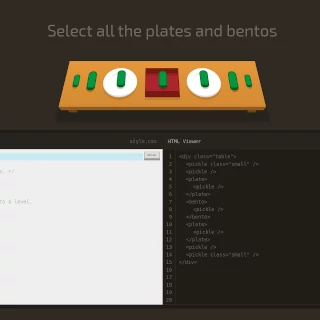 Select all the plates and bentos
style.css
HTML Viewer
1 <div class="table">
2 <pickle class="small" />
3 <pickle />
4 <plate>
5 <pickle />
6 </plate>
7 <bento>
8 <pickle />
9 </bento>
10 <plate>
11 <pickle />
12 </plate>
13 <pickle />
14 <pickle class="small" />
15 </div>
16
17
18
19
20